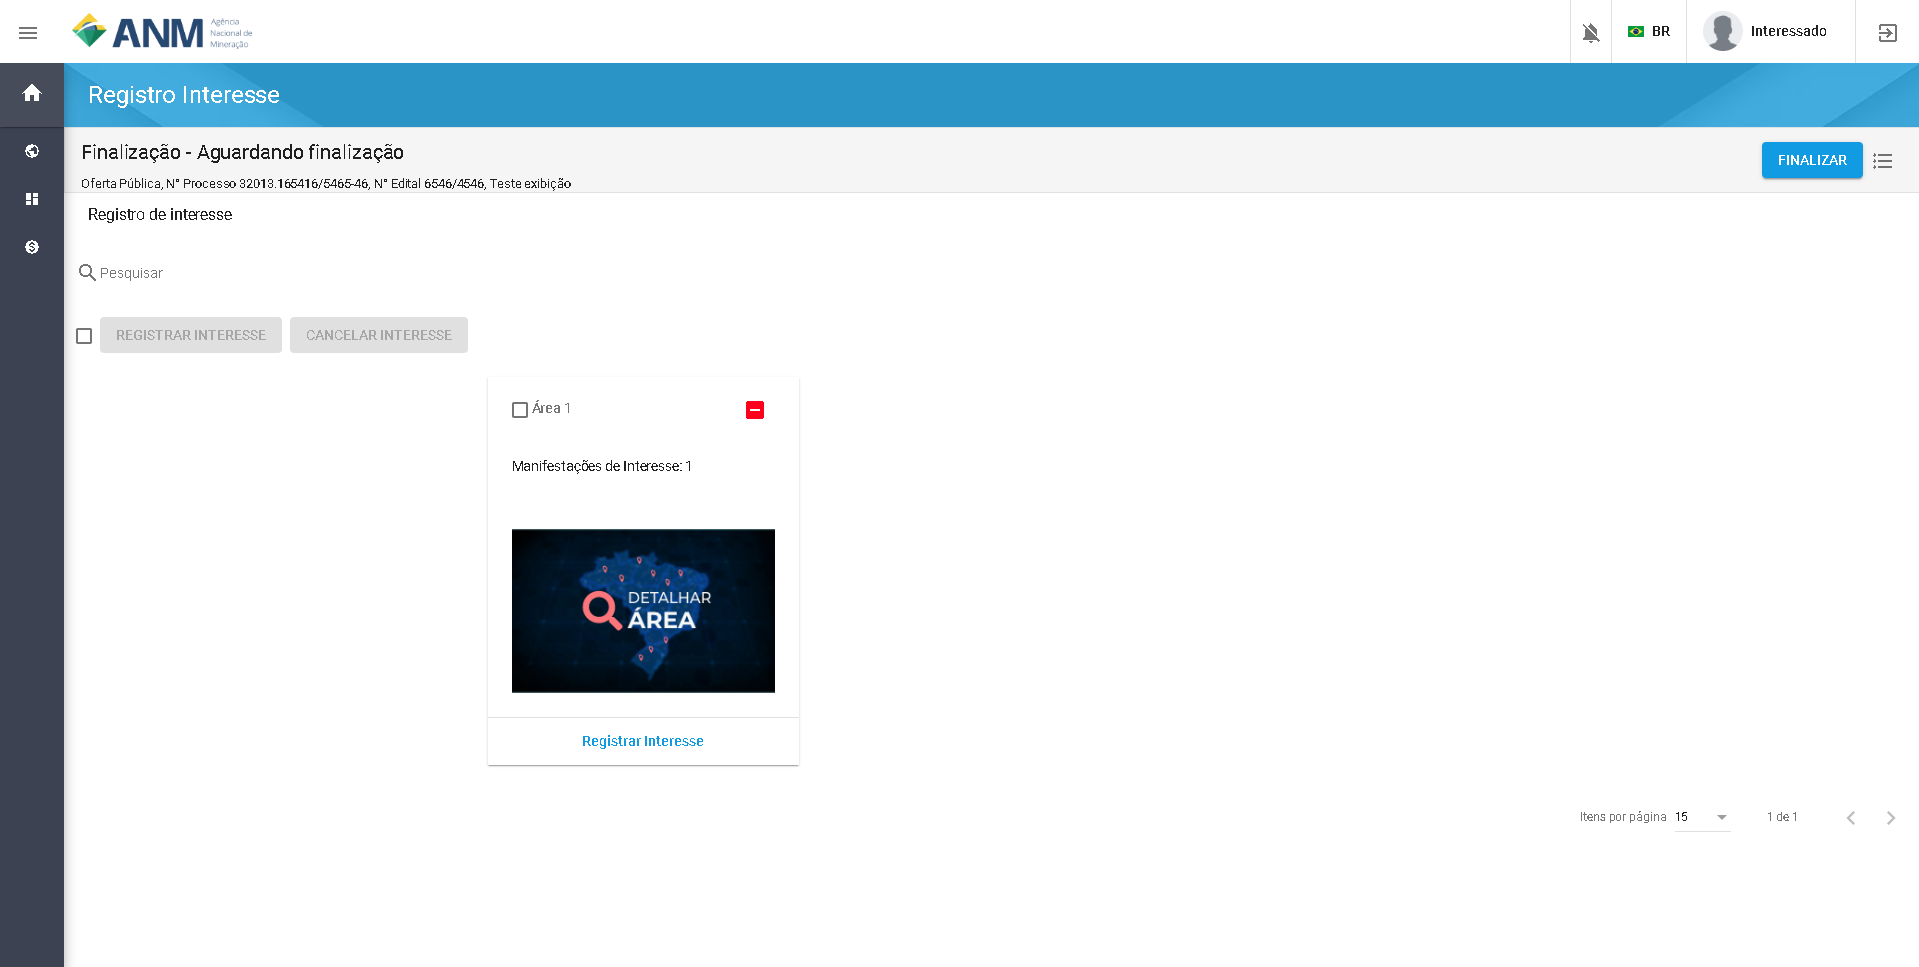 ANM
Agência
Nacional de
Mineração
BR
Interessado
Registro Interesse
Finalização - Aguardando finalização
Oferta Pública, N° Processo 32013.165416/5465-46, N° Edital 6546/4546, Teste exibição
FINALIZAR
Registro de interesse
Pesquisar
REGISTRAR INTERESSE
CANCELAR INTERESSE
Área 1
Manifestações de Interesse: 1
DETALHAR
ÁREA
Registrar Interesse
Itens por página 15 1 de 1